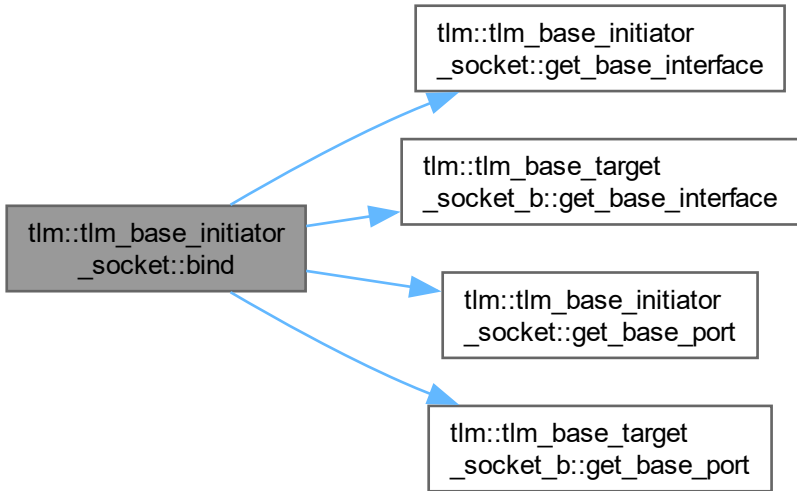 tlm::tlm_base_initiator
_socket::get_base_interface
tlm::tlm_base_target
_socket_b::get_base_interface
tlm::tlm_base_initiator
_socket::bind
tlm::tlm_base_initiator
_socket::get_base_port
tlm::tlm_base_target
_socket_b::get_base_port